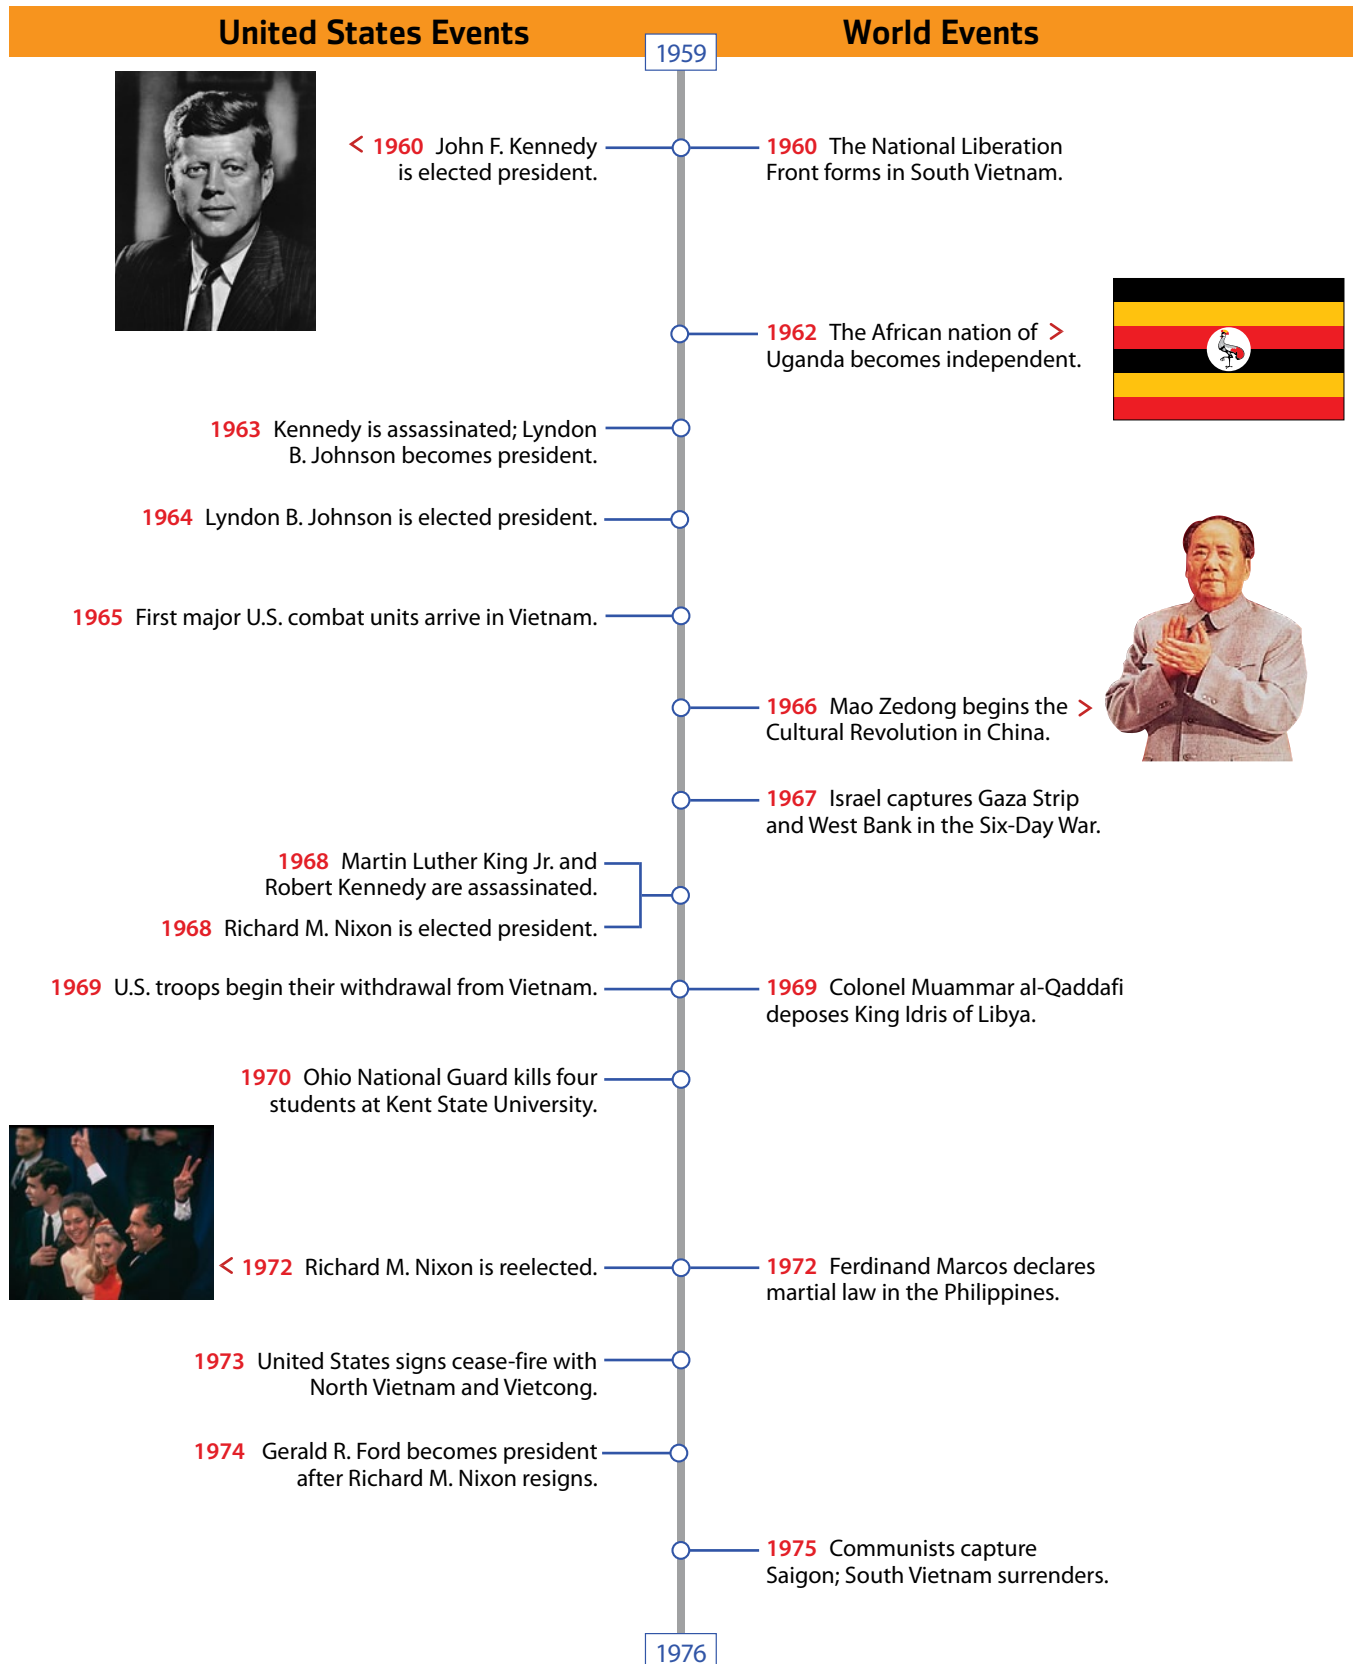 United States Events
World Events
1959
< 1960 John F. Kennedy
is elected president.
1960 The National Liberation
Front forms in South Vietnam.
1962 The African nation of >
Uganda becomes independent.
1963 Kennedy is assassinated; Lyndon
B. Johnson becomes president.
1964 Lyndon B. Johnson is elected president.
1965 First major U.S. combat units arrive in Vietnam.
1966 Mao Zedong begins the >
Cultural Revolution in China.
1967 Israel captures Gaza Strip
and West Bank in the Six-Day War.
1968 Martin Luther King Jr. and
Robert Kennedy are assassinated.
1968 Richard M. Nixon is elected president.
1969 U.S. troops begin their withdrawal from Vietnam.
1969 Colonel Muammar al-Qaddafi
deposes King Idris of Libya.
1970 Ohio National Guard kills four
students at Kent State University.
< 1972 Richard M. Nixon is reelected.
1972 Ferdinand Marcos declares
martial law in the Philippines.
1973 United States signs cease-fire with
North Vietnam and Vietcong.
1974 Gerald R. Ford becomes president
after Richard M. Nixon resigns.
1975 Communists capture
Saigon; South Vietnam surrenders.
1976